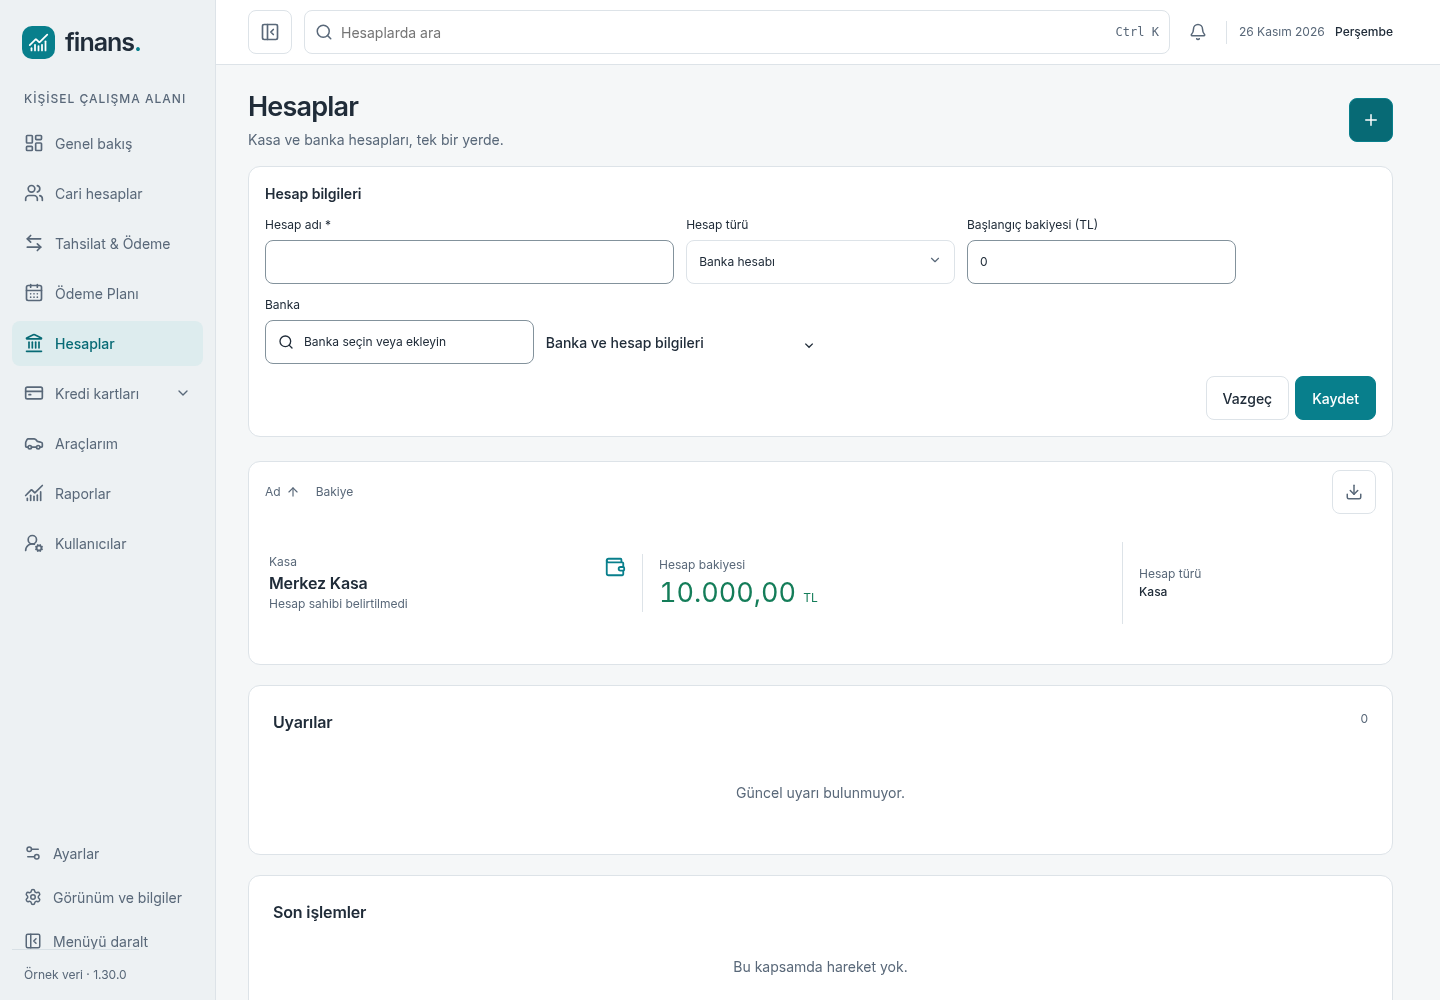 finans.
KİŞİSEL ÇALIŞMA ALANI
Genel bakış
Cari hesaplar
Tahsilat & Ödeme
Ödeme Planı
Hesaplar
Kredi kartları
Araçlarım
Raporlar
Kullanıcılar
Ayarlar
Görünüm ve bilgiler
Menüyü daralt
Örnek veri · 1.30.0
Hesaplarda ara
Ctrl K
26 Kasım 2026 Perşembe
Hesaplar
Kasa ve banka hesapları, tek bir yerde.
Hesap bilgileri
Hesap adı *
Hesap türü
Banka hesabı
Başlangıç bakiyesi (TL)
0
Banka
Banka seçin veya ekleyin
Banka ve hesap bilgileri
Vazgeç
Kaydet
Ad
Bakiye
Kasa
Merkez Kasa
Hesap sahibi belirtilmedi
Hesap bakiyesi
10.000,00 TL
Hesap türü
Kasa
Uyarılar
0
Güncel uyarı bulunmuyor.
Son işlemler
Bu kapsamda hareket yok.